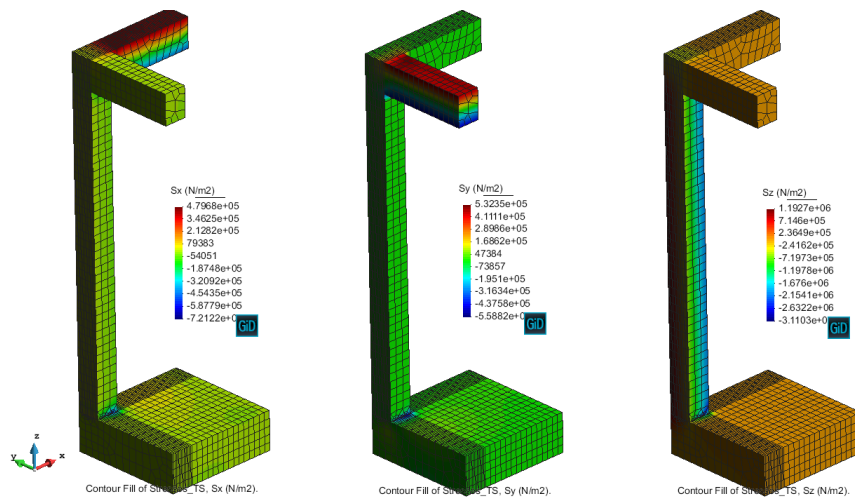 Sx (N/m2)
4.7968e+05
3.4625e+05
2.1282e+05
79383
-54051
-1.8748e+05
-3.2092e+05
-4.5435e+05
-5.8779e+05
GiD
Contour Fill of TS, Sx (N/m2).
Sy (N/m2)
5.3235e+05
4.1111e+05
2.8986e+05
1.6862e+05
47384
-73857
-1.951e+05
-3.1634e+05
-4.3758e+05
GiD
Contour Fill of TS, Sy (N/m2).
Sz (N/m2)
1.1927e+06
7.146e+05
2.3649e+05
-2.4162e+05
-7.1973e+05
-1.1978e+06
-1.676e+06
-2.1541e+06
-2.6322e+06
GiD
Contour Fill of TS, Sz (N/m2).
z
y
x